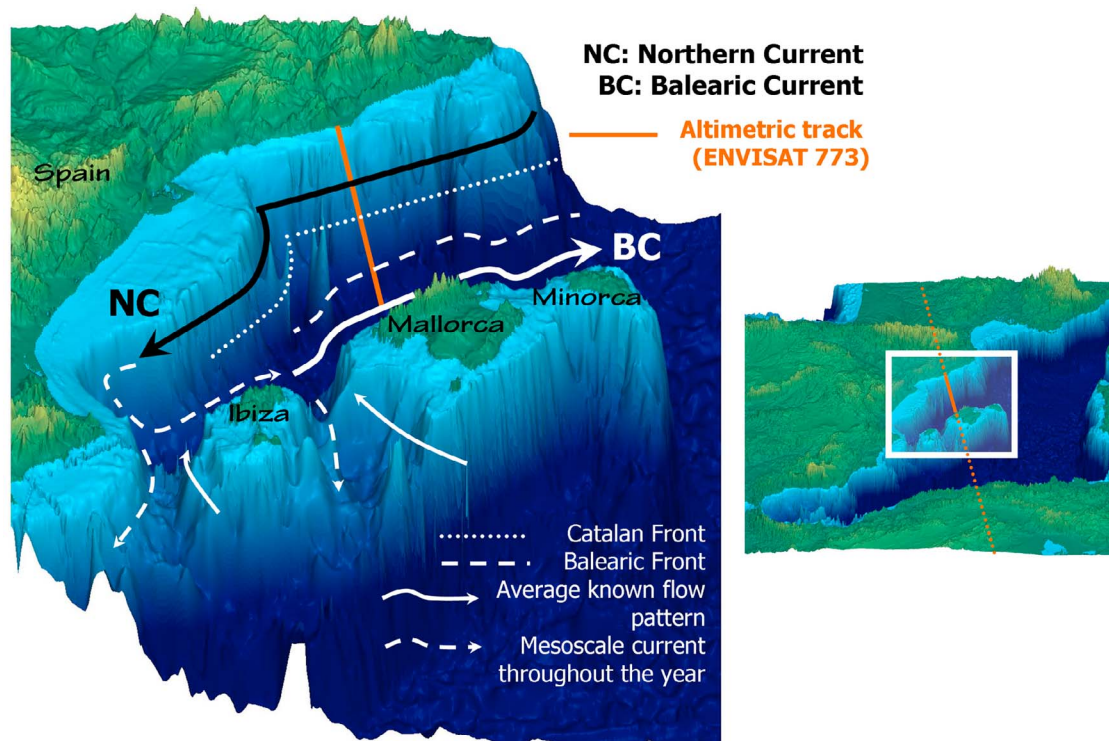 NC: Northern Current
BC: Balearic Current
Altimetric track
(ENVISAT 773)
Spain
BC
NC
Minorca
Mallorca
Ibiza
Catalan Front
Balearic Front
Average known flow
pattern
Mesoscale current
throughout the year